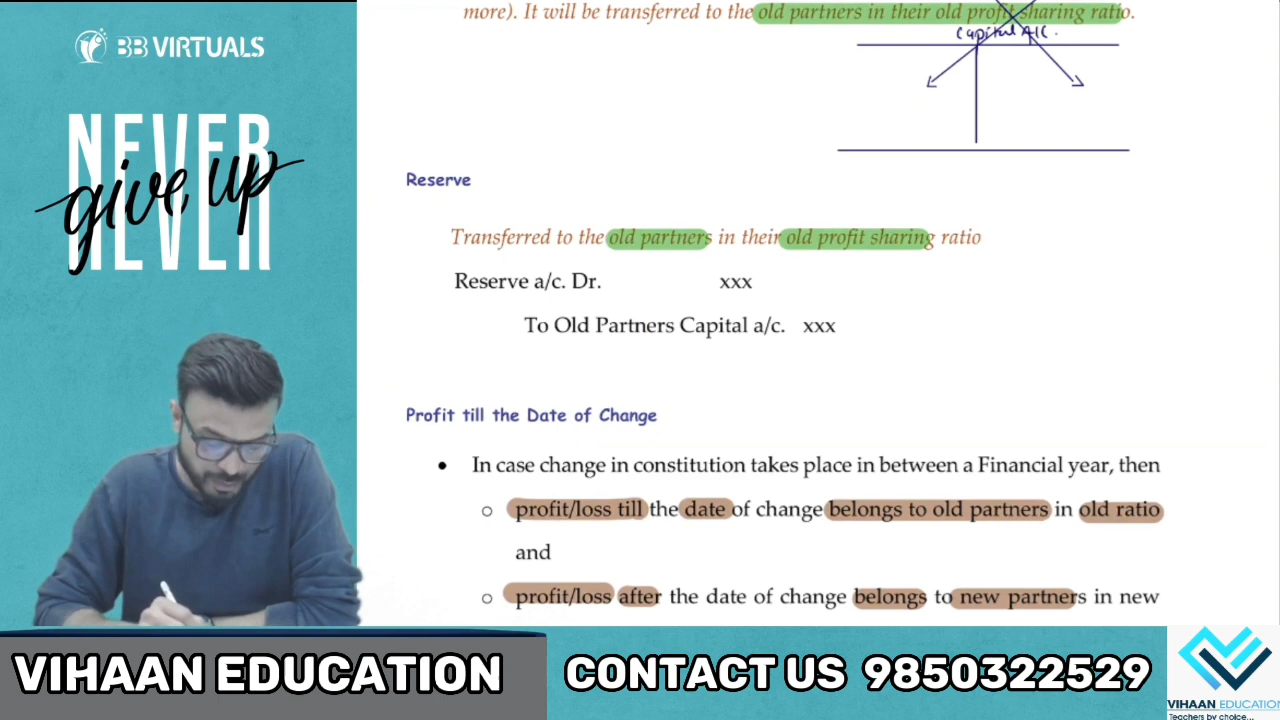 BB VIRTUALS
NEVER
give up
NEVER
more). It will be transferred to the old partners in their old profit sharing ratio.
Capital A/C.
Reserve
Transferred to the old partners in their old profit sharing ratio
Reserve a/c. Dr. xxx
To Old Partners Capital a/c. xxx
Profit till the Date of Change
• In case change in constitution takes place in between a Financial year, then
o profit/loss till the date of change belongs to old partners in old ratio
and
o profit/loss after the date of change belongs to new partners in new
VIHAAN EDUCATION
CONTACT US 9850322529
VIHAAN EDUCATION
Teachers by choice...